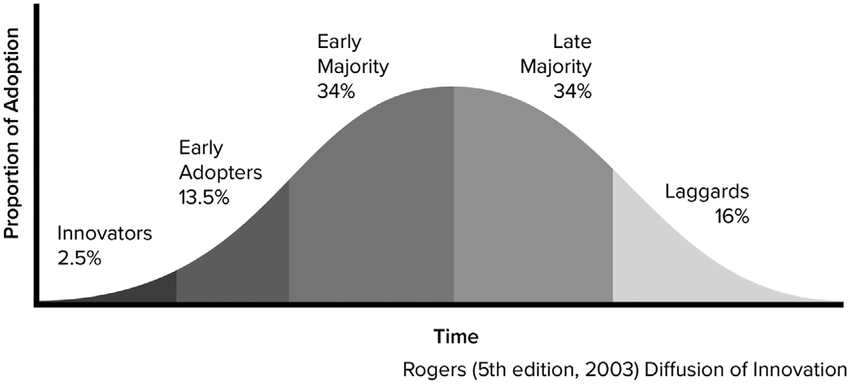 Proportion of Adoption
Innovators
2.5%
Early
Adopters
13.5%
Early
Majority
34%
Late
Majority
34%
Laggards
16%
Time
Rogers (5th edition, 2003) Diffusion of Innovation